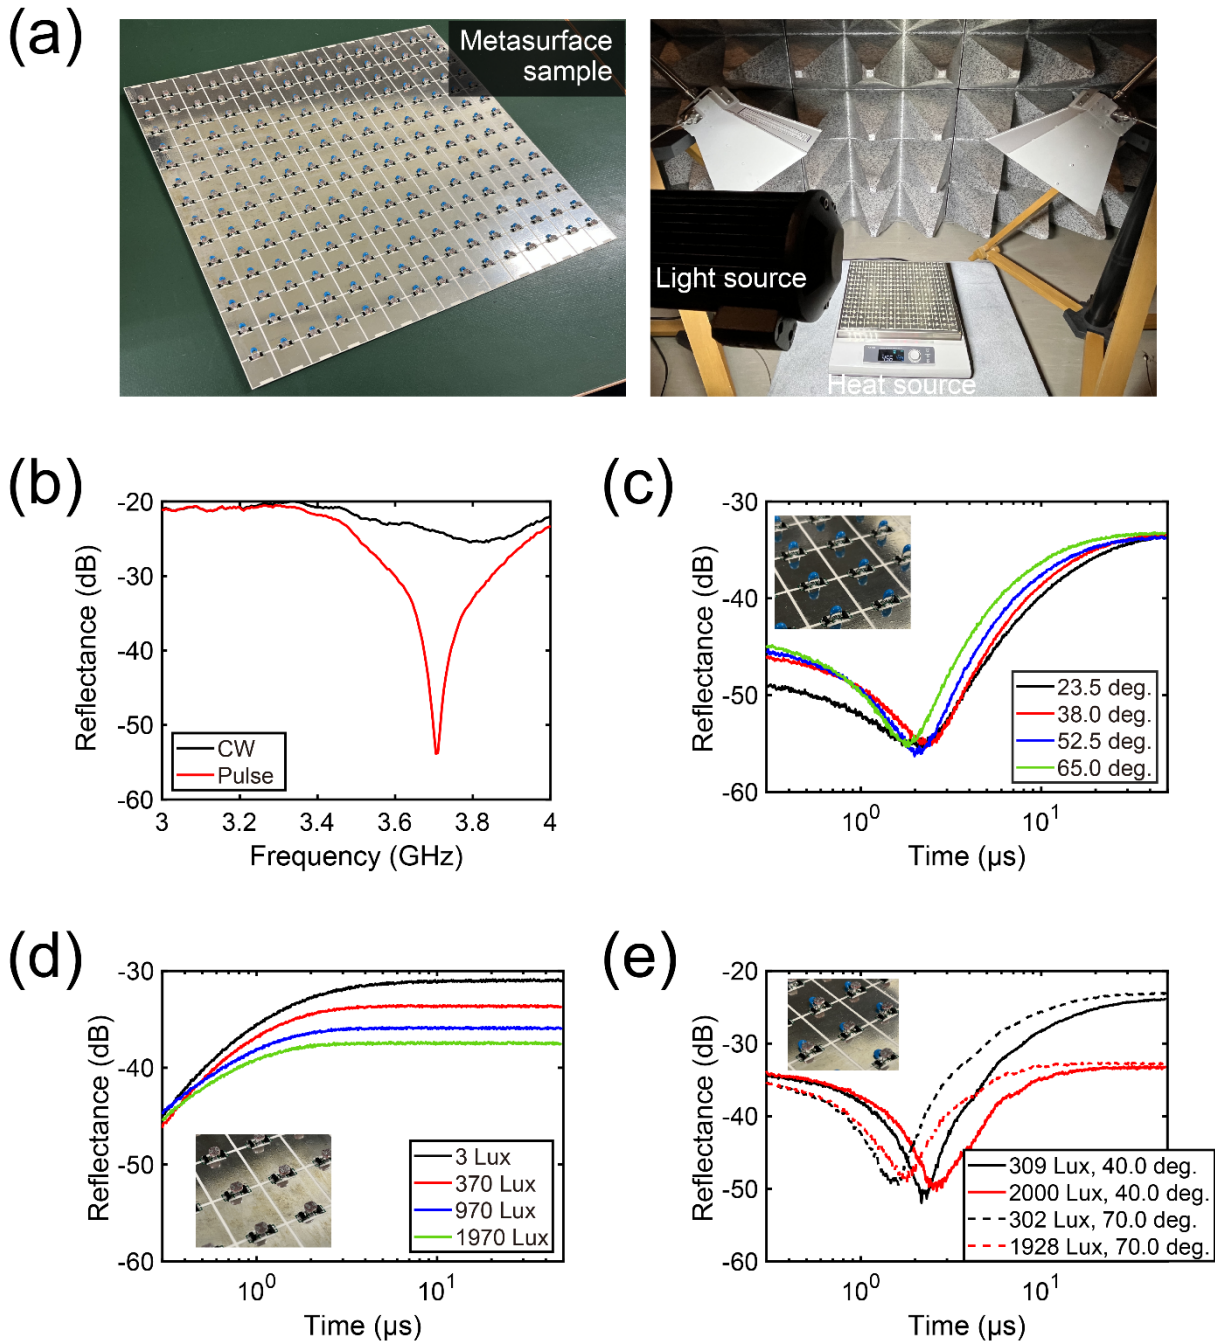 (a)
Metasurface
sample
Light source
Heat source
(b)
Reflectance (dB)
-20
-30
-40
-50
-60
CW
Pulse
3
3.2
3.4
3.6
3.8
4
Frequency (GHz)
(c)
Reflectance (dB)
-30
-40
-50
-60
23.5 deg.
38.0 deg.
52.5 deg.
65.0 deg.
10⁰
10¹
Time (µs)
(d)
Reflectance (dB)
-30
-40
-50
-60
3 Lux
370 Lux
970 Lux
1970 Lux
10⁰
10¹
Time (µs)
(e)
Reflectance (dB)
-20
-30
-40
-50
-60
309 Lux, 40.0 deg.
2000 Lux, 40.0 deg.
302 Lux, 70.0 deg.
1928 Lux, 70.0 deg.
10⁰
10¹
Time (µs)